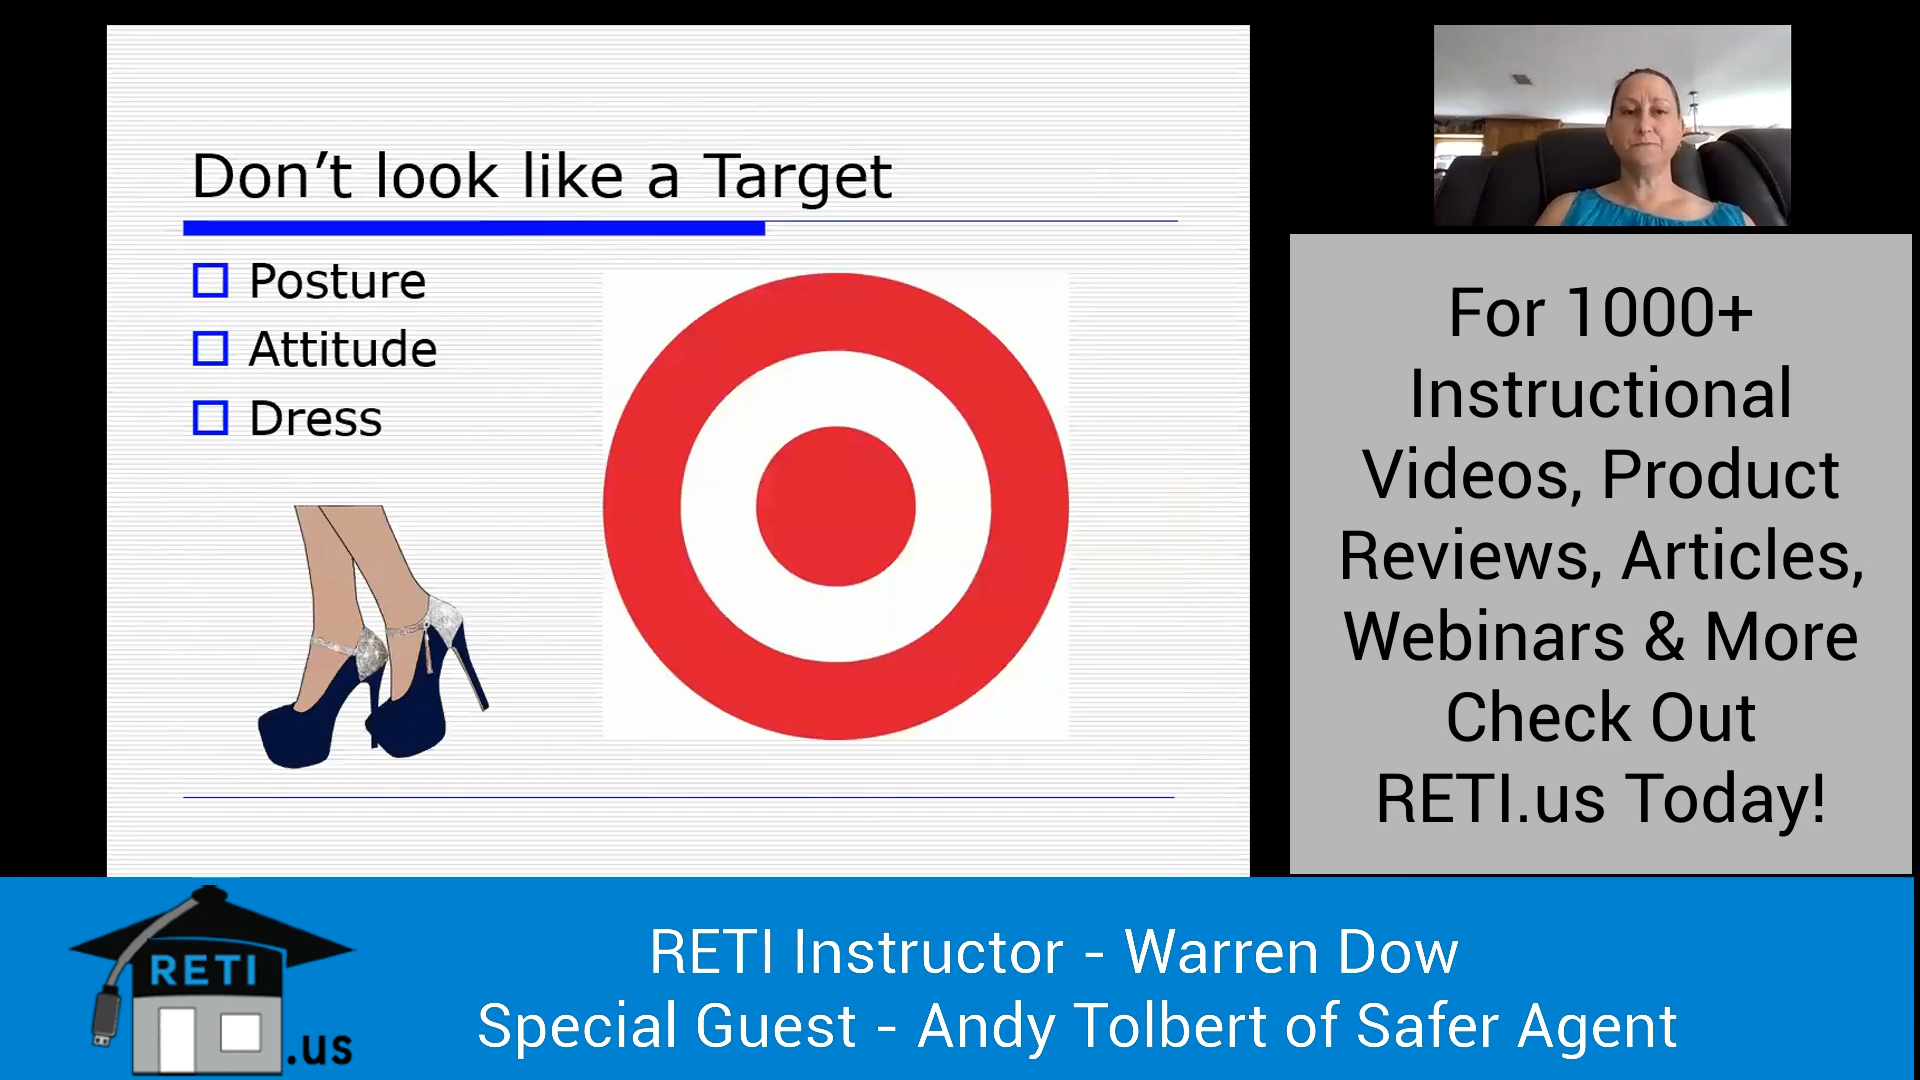 Don't look like a Target
Posture
Attitude
Dress
For 1000+
Instructional
Videos, Product
Reviews, Articles,
Webinars & More
Check Out
RETI.us Today!
RETI
.us
RETI Instructor - Warren Dow
Special Guest - Andy Tolbert of Safer Agent